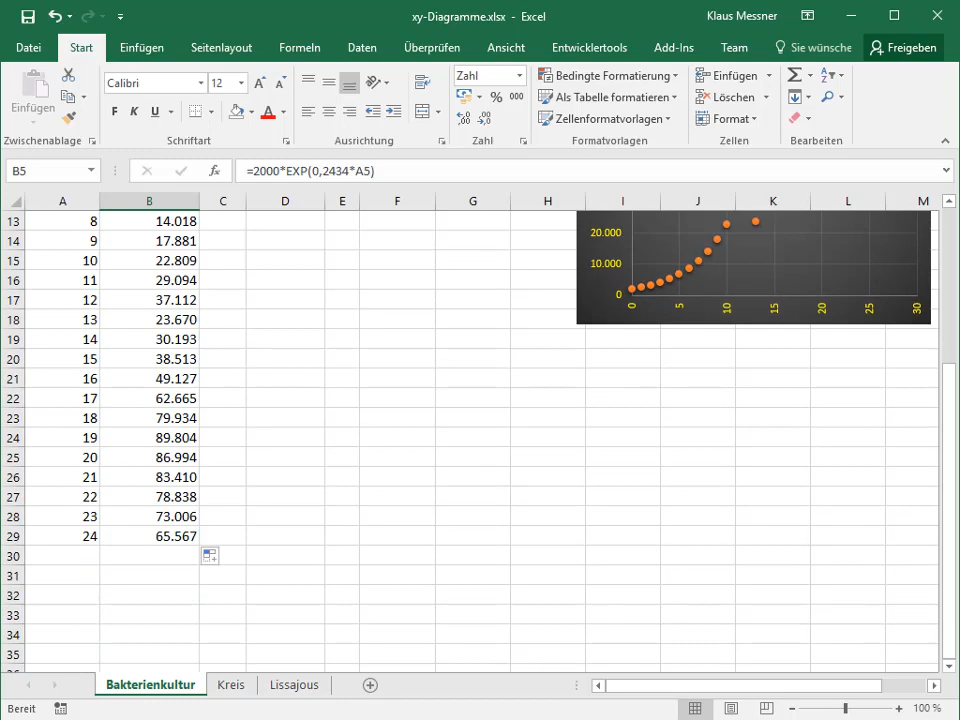 xy-Diagramme.xlsx - Excel
Klaus Messner
Datei Start Einfügen Seitenlayout Formeln Daten Überprüfen Ansicht Entwicklertools Add-Ins Team Sie wünsche Freigeben
Einfügen
Calibri 12
F K U
Zahl
% 000
Bedingte Formatierung
Als Tabelle formatieren
Zellenformatvorlagen
Einfügen
Löschen
Format
Zwischenablage Schriftart Ausrichtung Zahl Formatvorlagen Zellen Bearbeiten
B5 fx =2000*EXP(0,2434*A5)
A B C D E F G H I J K L M
13 8 14.018
14 9 17.881
15 10 22.809
16 11 29.094
17 12 37.112
18 13 23.670
19 14 30.193
20 15 38.513
21 16 49.127
22 17 62.665
23 18 79.934
24 19 89.804
25 20 86.994
26 21 83.410
27 22 78.838
28 23 73.006
29 24 65.567
30
31
32
33
34
35
20.000
10.000
0
0 5 10 15 20 25 30
Bakterienkultur Kreis Lissajous
Bereit
100 %